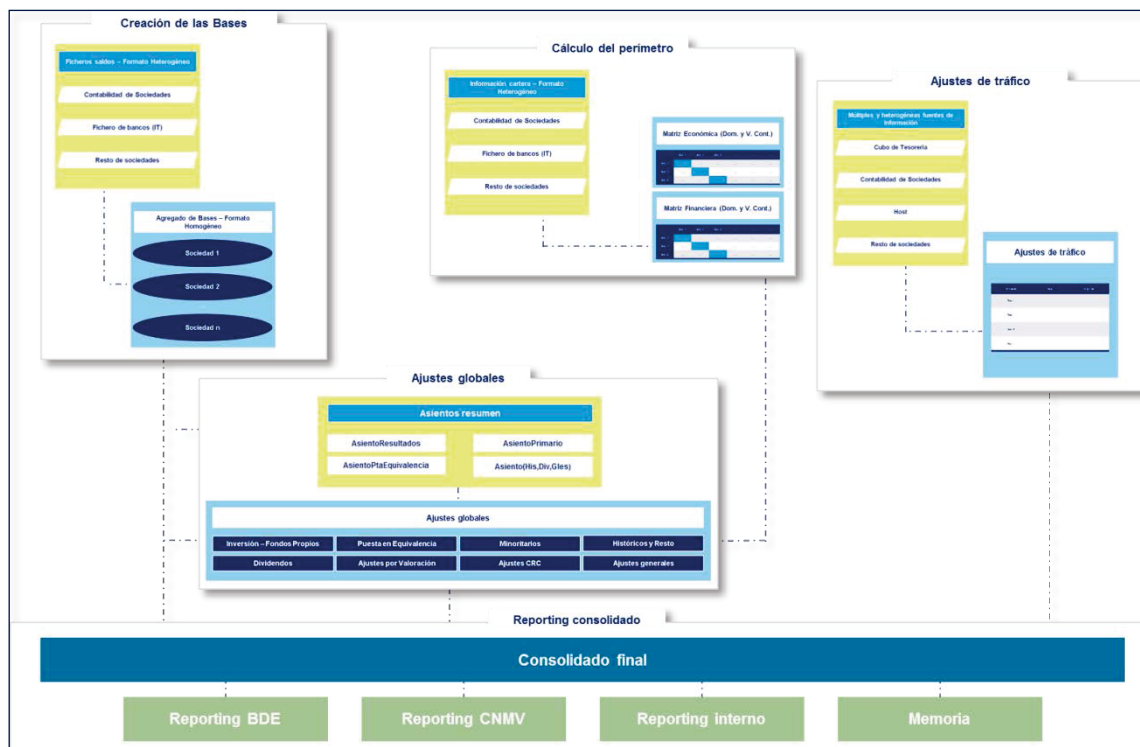 Creación de las Bases
Ficheros saldos – Formato Heterogéneo
Contabilidad de Sociedades
Fichero de bancos (IT)
Resto de sociedades
Agregado de Bases – Formato
Homogéneo
Sociedad 1
Sociedad 2
Sociedad n
Cálculo del perímetro
Información cartera – Formato
Heterogéneo
Contabilidad de Sociedades
Fichero de bancos (IT)
Resto de sociedades
Matriz Económica (Dom. y V. Cont.)
Matriz Financiera (Dom. y V. Cont.)
Ajustes de tráfico
Múltiples y heterogéneas fuentes de
Información
Cubo de Tesorería
Contabilidad de Sociedades
Host
Resto de sociedades
Ajustes de tráfico
Ajustes globales
Asientos resumen
AsientoResultados
AsientoPrimario
AsientoPtaEquivalencia
Asiento(His,Div,Gles)
Ajustes globales
Inversión – Fondos Propios
Puesta en Equivalencia
Minoritarios
Históricos y Resto
Dividendos
Ajustes por Valoración
Ajustes CRC
Ajustes generales
Reporting consolidado
Consolidado final
Reporting BDE
Reporting CNMV
Reporting interno
Memoria